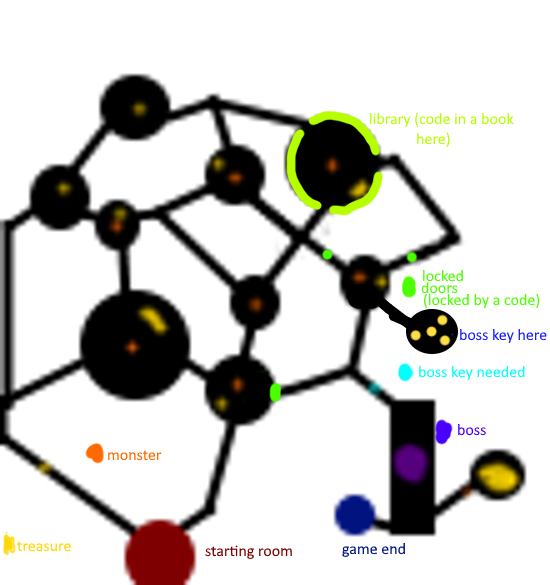 library (code in a book
here)
locked
doors
(locked by a code)
boss key here
boss key needed
boss
monster
treasure
starting room
game end